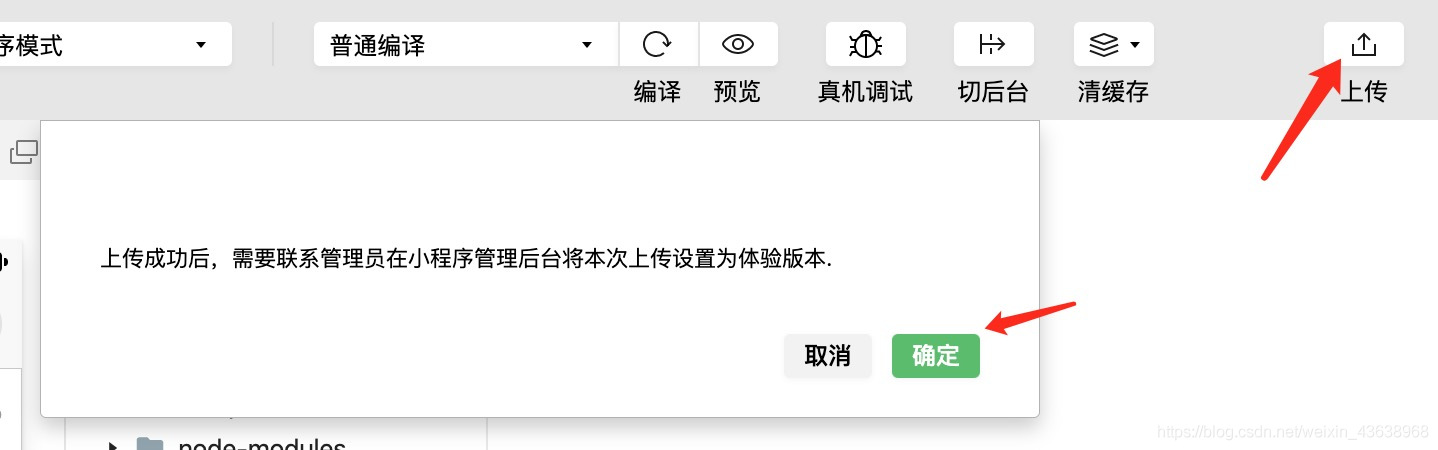 序模式
普通编译
编译
预览
真机调试
切后台
清缓存
上传
上传成功后，需要联系管理员在小程序管理后台将本次上传设置为体验版本.
取消
确定
node-modules
https://blog.csdn.net/weixin_43638968